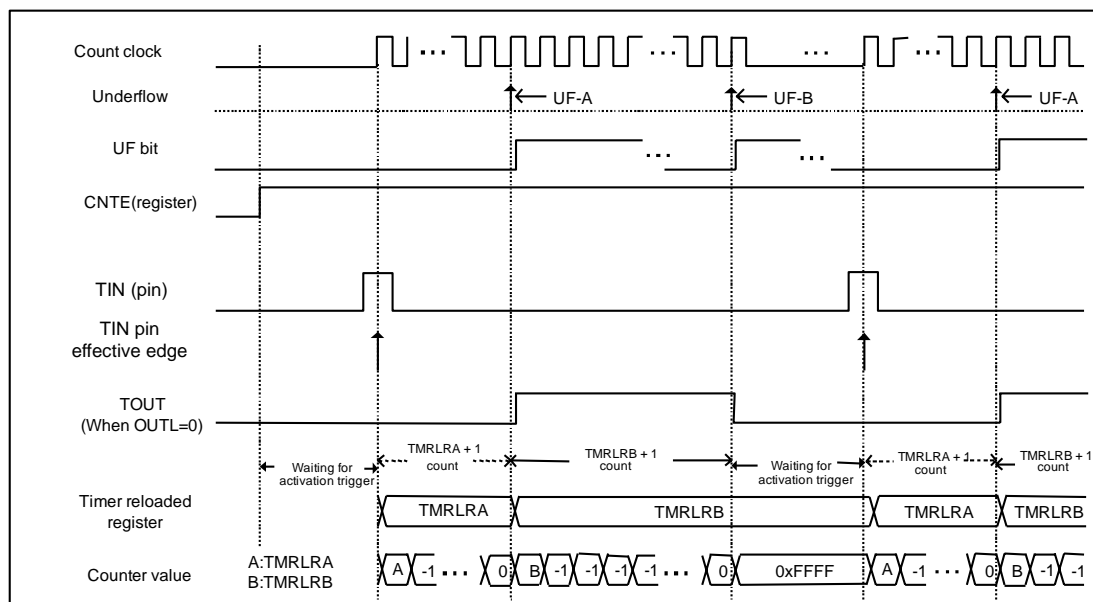 Count clock
Underflow
UF-A
UF-B
UF-A
UF bit
CNTE(register)
TIN (pin)
TIN pin
effective edge
TOUT
(When OUTL=0)
Waiting for
activation trigger
TMRLRA + 1
count
TMRLRB + 1
count
Waiting for
activation trigger
TMRLRA + 1
count
TMRLRB + 1
count
Timer reloaded
register
TMRLRA
TMRLRB
TMRLRA
TMRLRB
A:TMRLRA
B:TMRLRB
Counter value
A -1 0 B -1 -1 -1 -1 0 0xFFFF A -1 0 B -1 -1